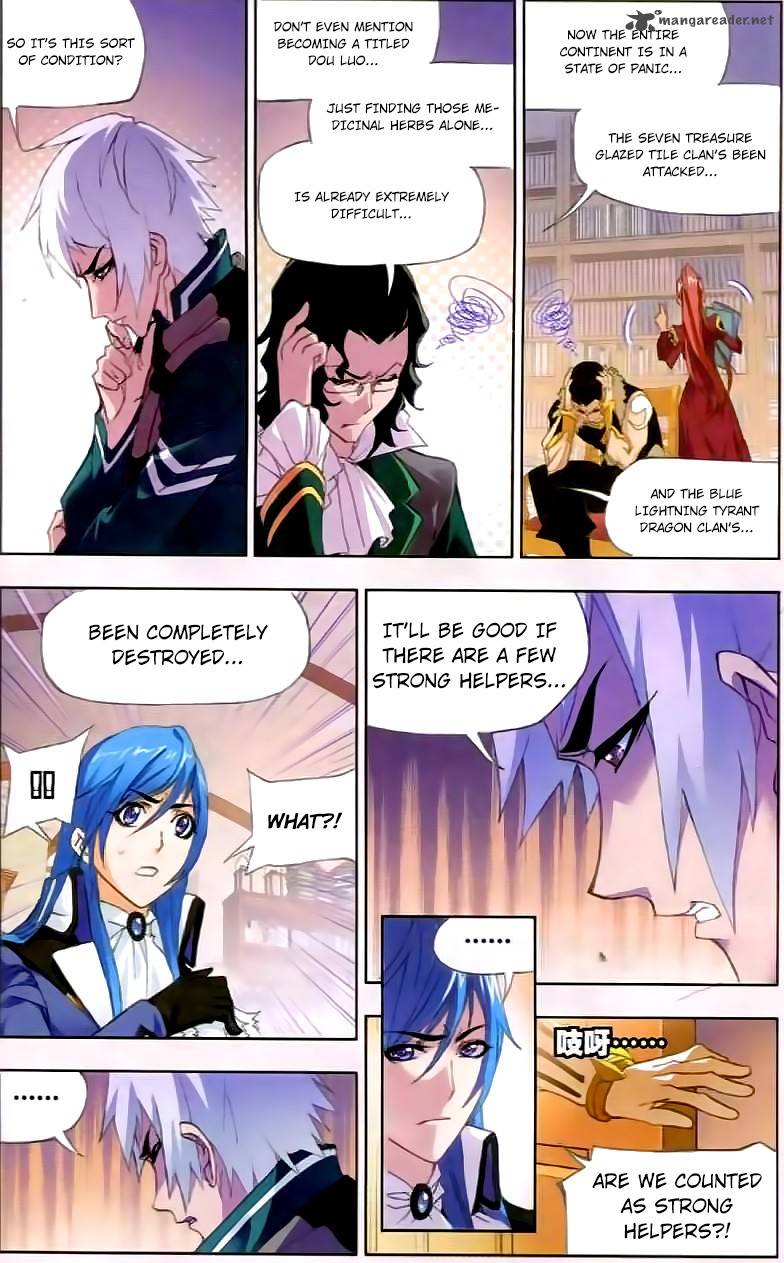 mangareader.net
SO IT'S THIS SORT
OF CONDITION?
DON'T EVEN MENTION
BECOMING A TITLED
DOU LUO...
JUST FINDING THOSE ME-
DICINAL HERBS ALONE...
IS ALREADY EXTREMELY
DIFFICULT...
NOW THE ENTIRE
CONTINENT IS IN A
STATE OF PANIC...
THE SEVEN TREASURE
GLAZED TILE CLAN'S BEEN
ATTACKED...
AND THE BLUE
LIGHTNING TYRANT
DRAGON CLAN'S...
BEEN COMPLETELY
DESTROYED...
!!
WHAT?!
IT'LL BE GOOD IF
THERE ARE A FEW
STRONG HELPERS...
......
......
吱呀......
ARE WE COUNTED
AS STRONG
HELPERS?!